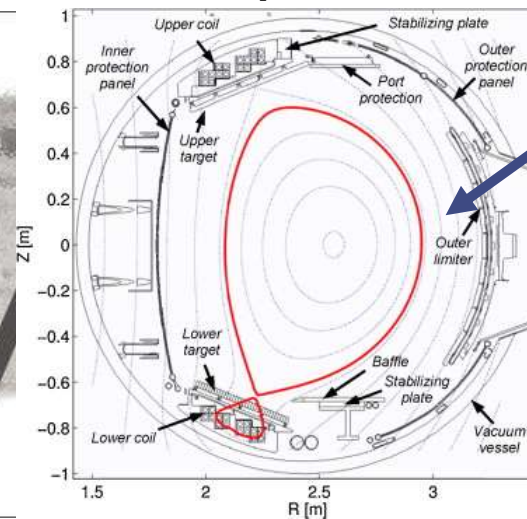 Upper coil
Stabilizing plate
Inner
protection
panel
Outer
protection
panel
Port
protection
Upper
target
Outer
limiter
Lower
target
Baffle
Stabilizing
plate
Lower coil
Vacuum
vessel
Z [m]
1
0.8
0.6
0.4
0.2
0
−0.2
−0.4
−0.6
−0.8
−1
1.5
2
2.5
3
R [m]